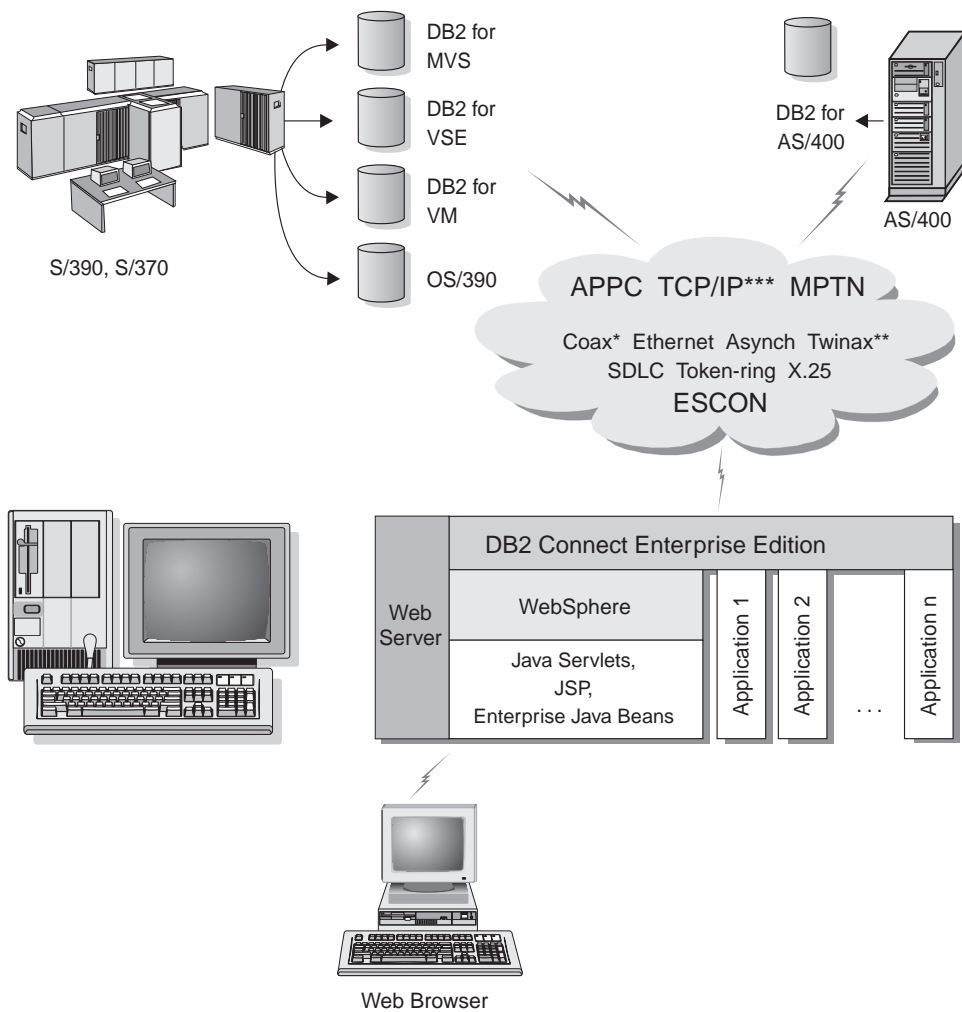 DB2 for
MVS
DB2 for
VSE
DB2 for
VM
OS/390
S/390, S/370
DB2 for
AS/400
AS/400
APPC TCP/IP*** MPTN
Coax* Ethernet Asynch Twinax**
SDLC Token-ring X.25
ESCON
DB2 Connect Enterprise Edition
Web
Server
WebSphere
Java Servlets,
JSP,
Enterprise Java Beans
Application 1
Application 2
. . .
Application n
Web Browser